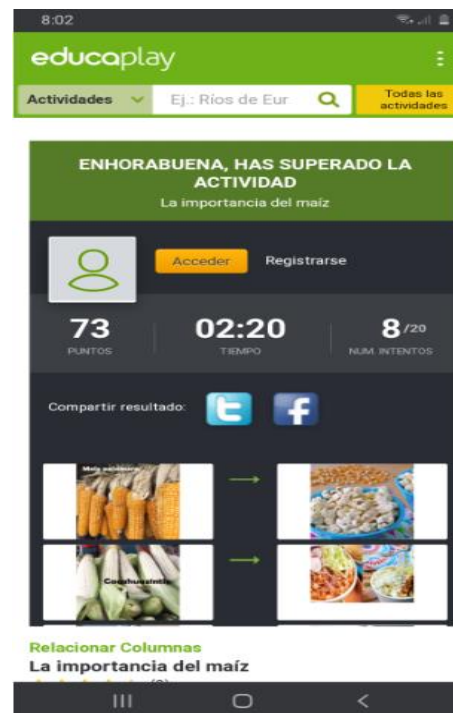 8:02
educaplay
Actividades
Ej.: Ríos de Eur
Todas las
actividades
ENHORABUENA, HAS SUPERADO LA
ACTIVIDAD
La importancia del maíz
Acceder
Registrarse
73
02:20
8/20
PUNTOS
TIEMPO
NUM. INTENTOS
Compartir resultado:
Relacionar Columnas
La importancia del maíz